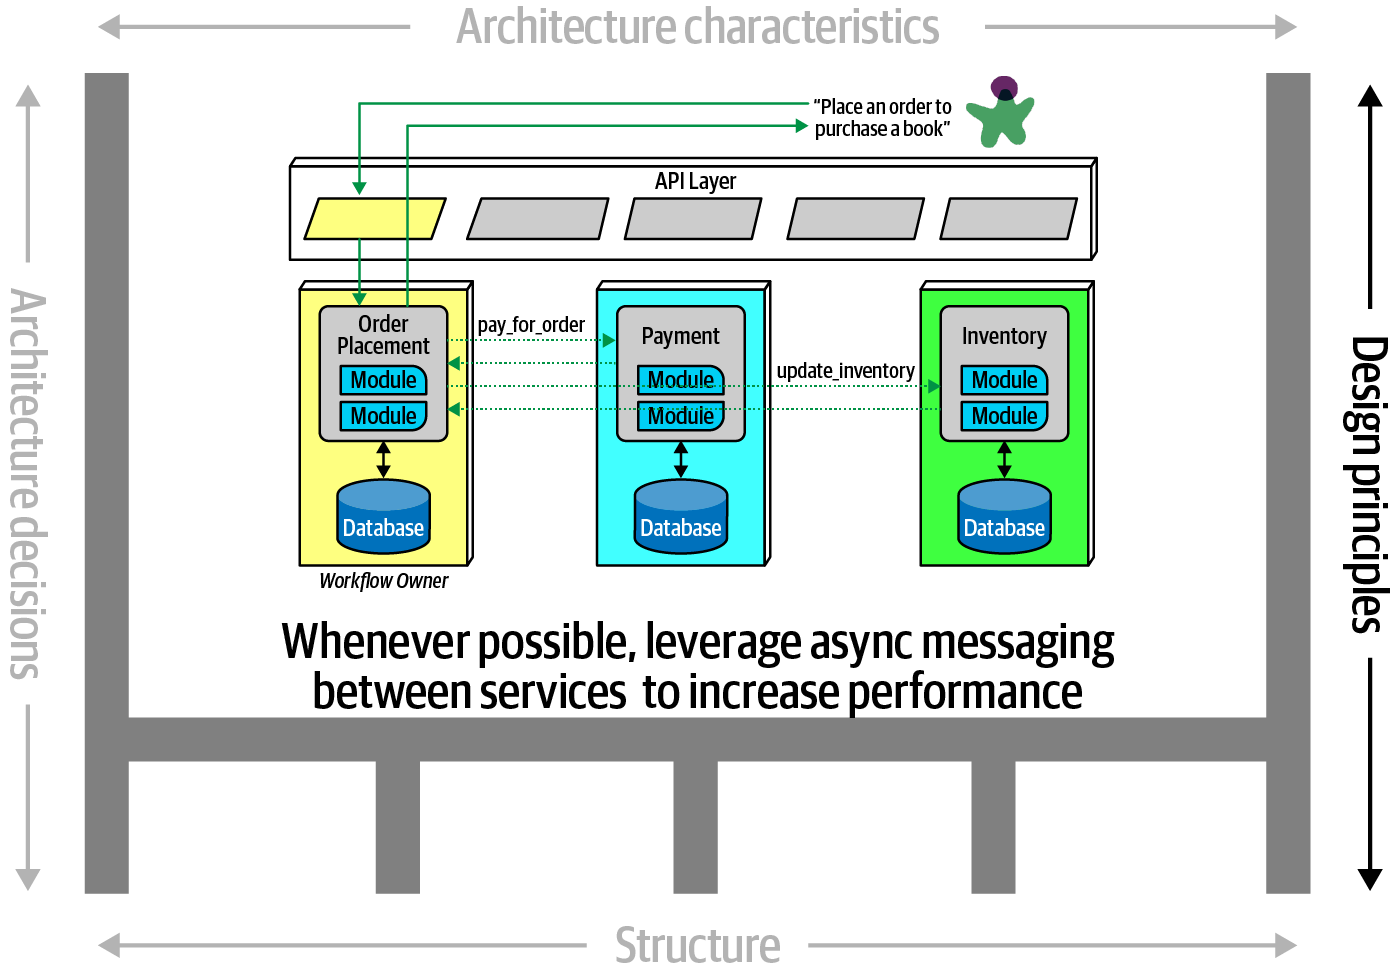 Architecture characteristics
"Place an order to
purchase a book"
API Layer
Order
Placement
Module
Module
Database
Workflow Owner
pay_for_order
Payment
Module
Module
Database
update_inventory
Inventory
Module
Module
Database
Whenever possible, leverage async messaging
between services to increase performance
Architecture decisions
Design principles
Structure